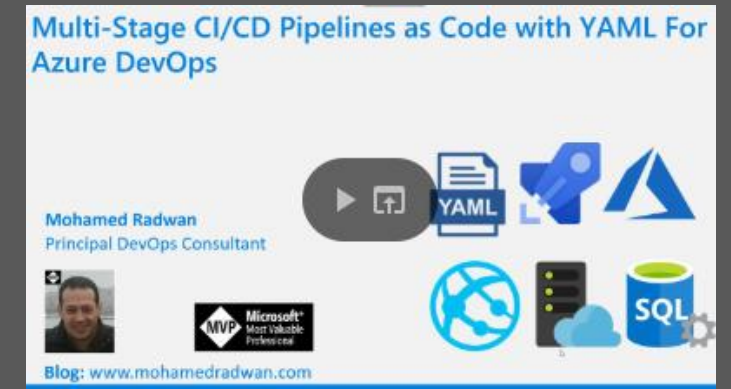 Multi-Stage CI/CD Pipelines as Code with YAML For
Azure DevOps
YAML
Mohamed Radwan
Principal DevOps Consultant
MVP
Microsoft
Most Valuable
Professional
SQL
Blog: www.mohamedradwan.com